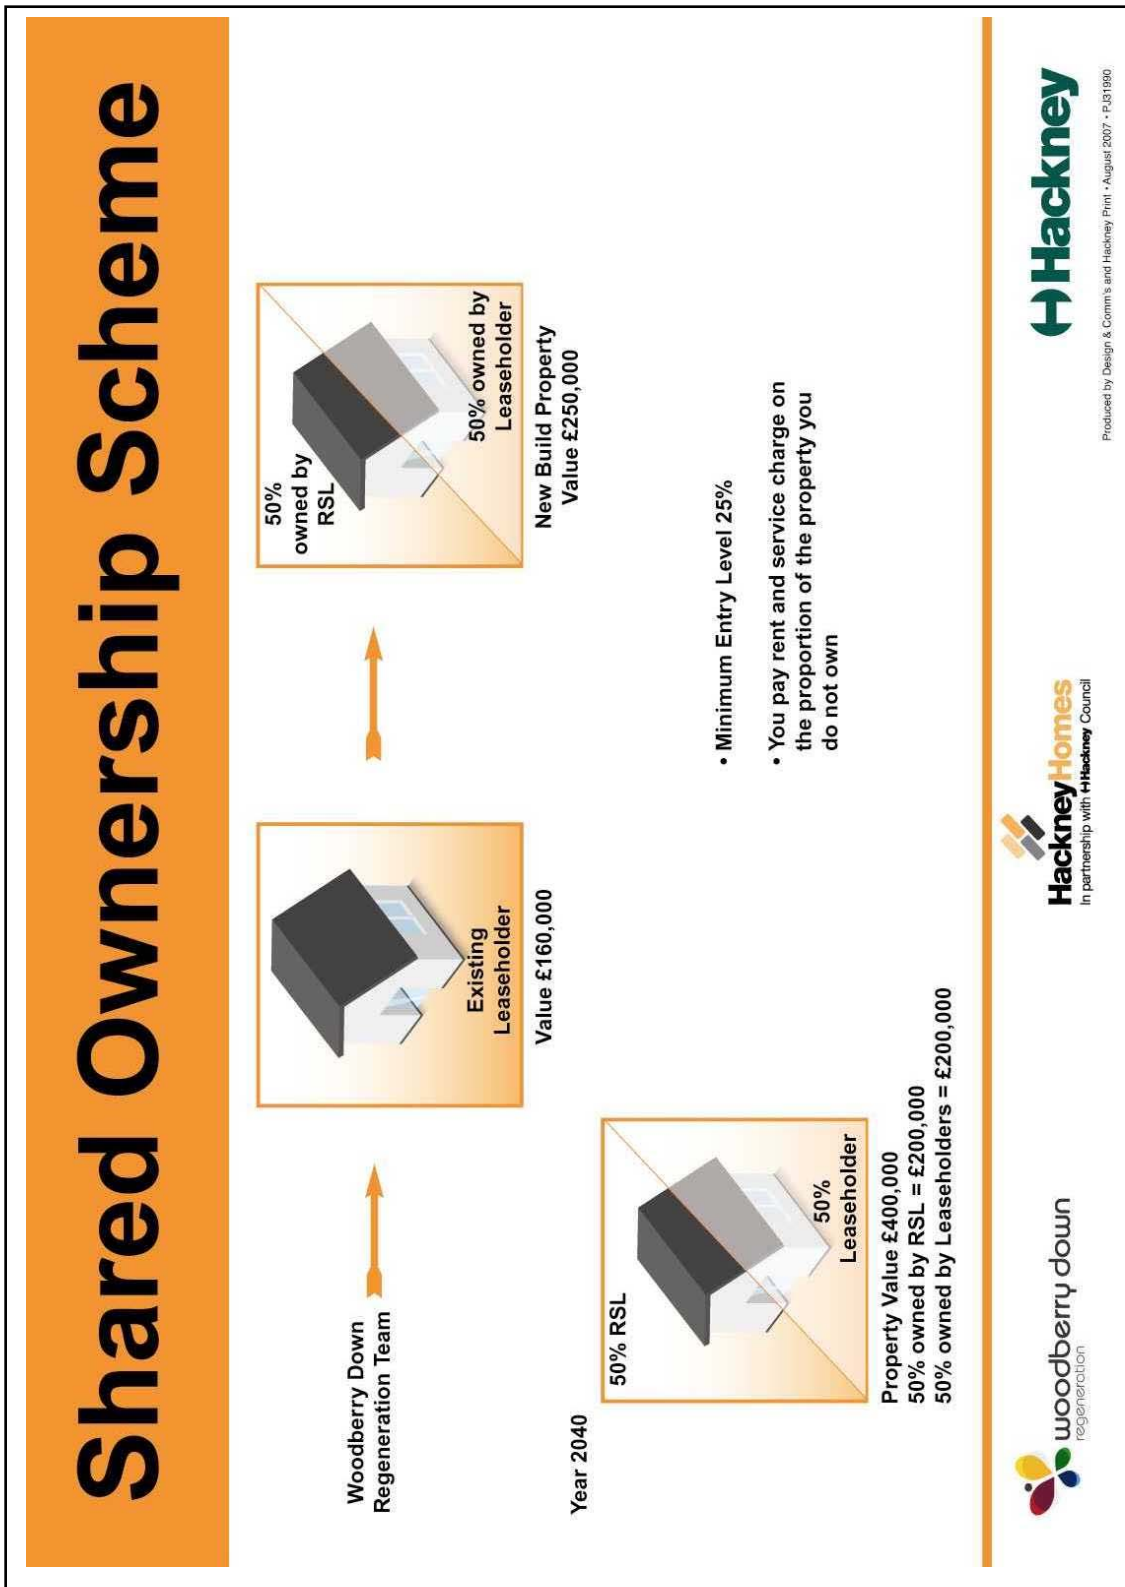 Shared Ownership Scheme
Woodberry Down
Regeneration Team
Existing
Leaseholder
Value £160,000
50%
owned by
RSL
50% owned by
Leaseholder
New Build Property
Value £250,000
Year 2040
50% RSL
50%
Leaseholder
Property Value £400,000
50% owned by RSL = £200,000
50% owned by Leaseholders = £200,000
• Minimum Entry Level 25%
• You pay rent and service charge on
the proportion of the property you
do not own
woodberry down
regeneration
HackneyHomes
In partnership with Hackney Council
Hackney
Produced by Design & Comm's and Hackney Print • August 2007 • PJ31990